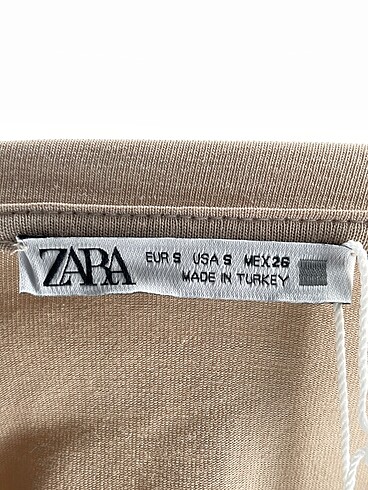 ZARA
EUR S USA S MEX 26
MADE IN TURKEY